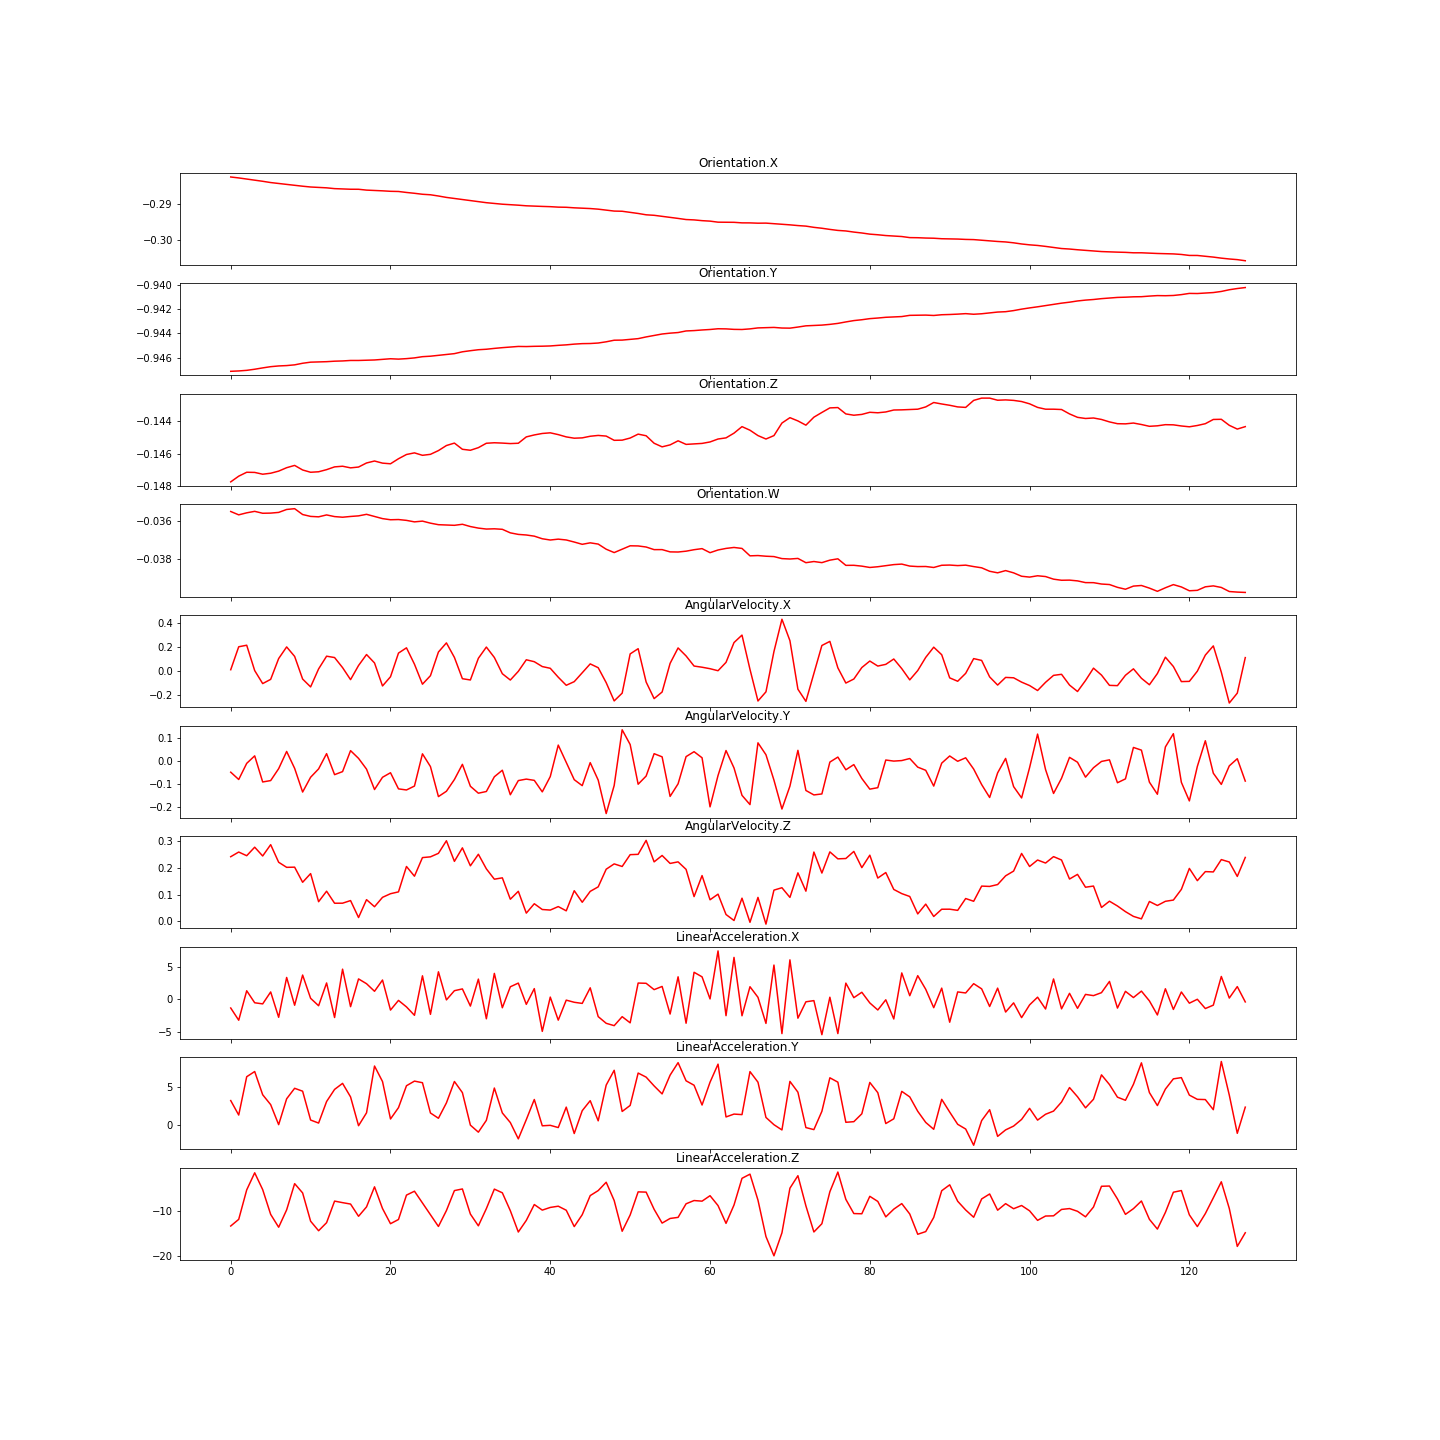 Orientation.X
−0.29
−0.30
Orientation.Y
−0.940
−0.942
−0.944
−0.946
Orientation.Z
−0.144
−0.146
−0.148
Orientation.W
−0.036
−0.038
AngularVelocity.X
0.4
0.2
0.0
−0.2
AngularVelocity.Y
0.1
0.0
−0.1
−0.2
AngularVelocity.Z
0.3
0.2
0.1
0.0
LinearAcceleration.X
5
0
−5
LinearAcceleration.Y
5
0
LinearAcceleration.Z
−10
−20
0 20 40 60 80 100 120